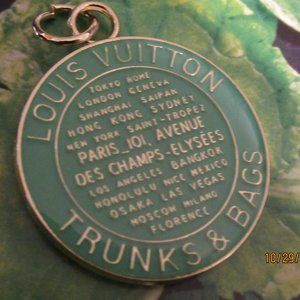 LOUIS VUITTON
TOKYO ROME
LONDON GENEVA
SHANGHAI SAIPAN
HONG KONG SYDNEY
NEW YORK SAINT-TROPEZ
PARIS 101, AVENUE
DES CHAMPS-ELYSÉES
LOS ANGELES BANGKOK
HONOLULU NICE MEXICO
OSAKA LAS VEGAS
MOSCOW MILANO
FLORENCE
TRUNKS & BAGS
10/29/